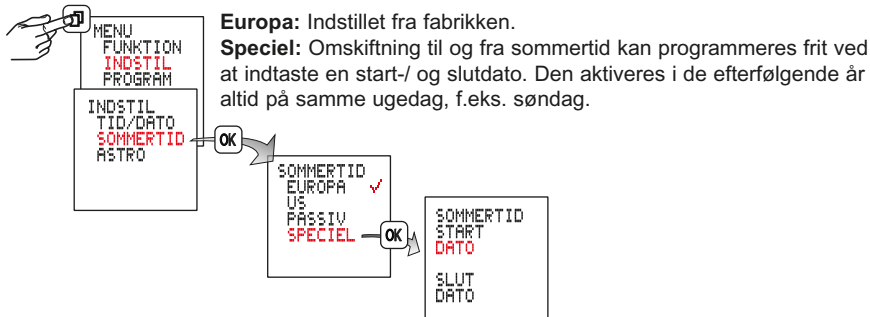 Europa: Indstillet fra fabrikken.
Speciel: Omskiftning til og fra sommertid kan programmeres frit ved
at indtaste en start-/ og slutdato. Den aktiveres i de efterfølgende år
altid på samme ugedag, f.eks. søndag.
MENU
FUNKTION
INDSTIL
PROGRAM
INDSTIL
TID/DATO
SOMMERTID
ASTRO
OK
SOMMERTID
EUROPA ✓
US
PASSIV
SPECIEL
OK
SOMMERTID
START
DATO
SLUT
DATO